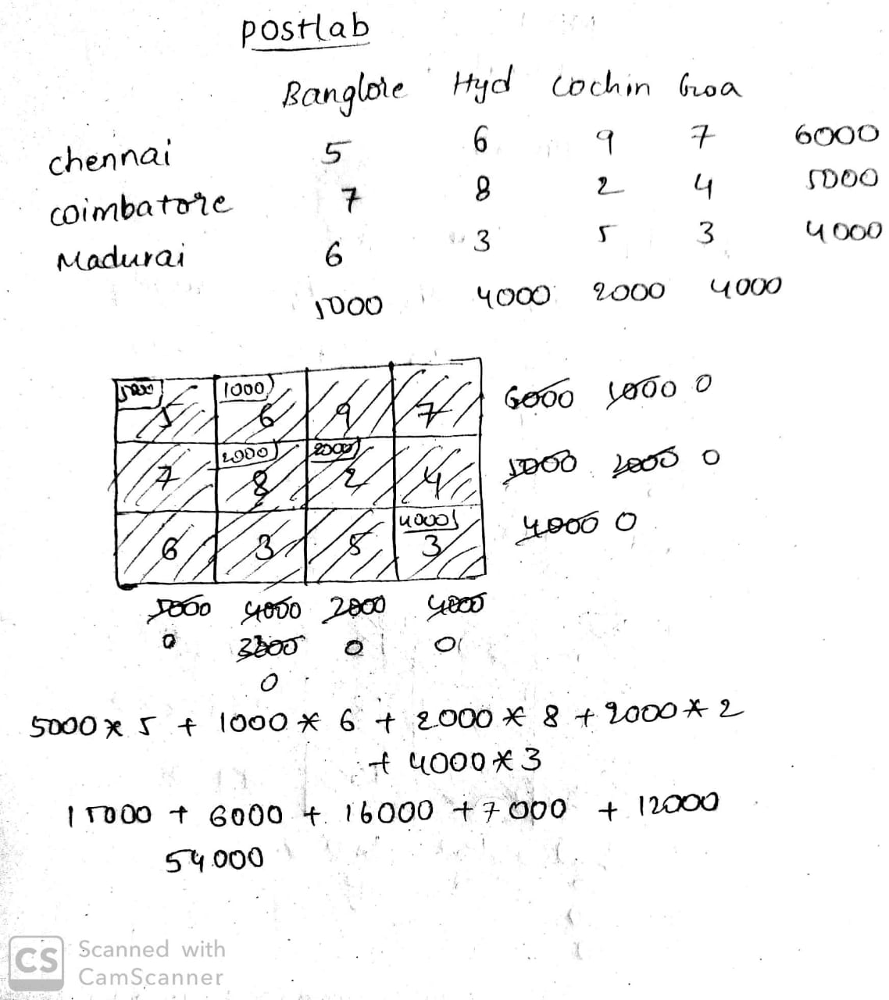 postlab
Banglore Hyd cochin Goa
chennai 5 6 9 7 6000
coimbatore 7 8 2 4 5000
Madurai 6 3 5 3 4000
5000 4000 2000 4000
5000 1000
5 6 9 7 6000 1000 0
2000 2000
7 8 2 4 5000 2000 0
4000
6 3 5 3 4000 0
5000 4000 2000 4000
0 3000 0 0
0
5000 * 5 + 1000 * 6 + 2000 * 8 + 2000 * 2
+ 4000 * 3
15000 + 6000 + 16000 + 7000 + 12000
54000
CS Scanned with
CamScanner